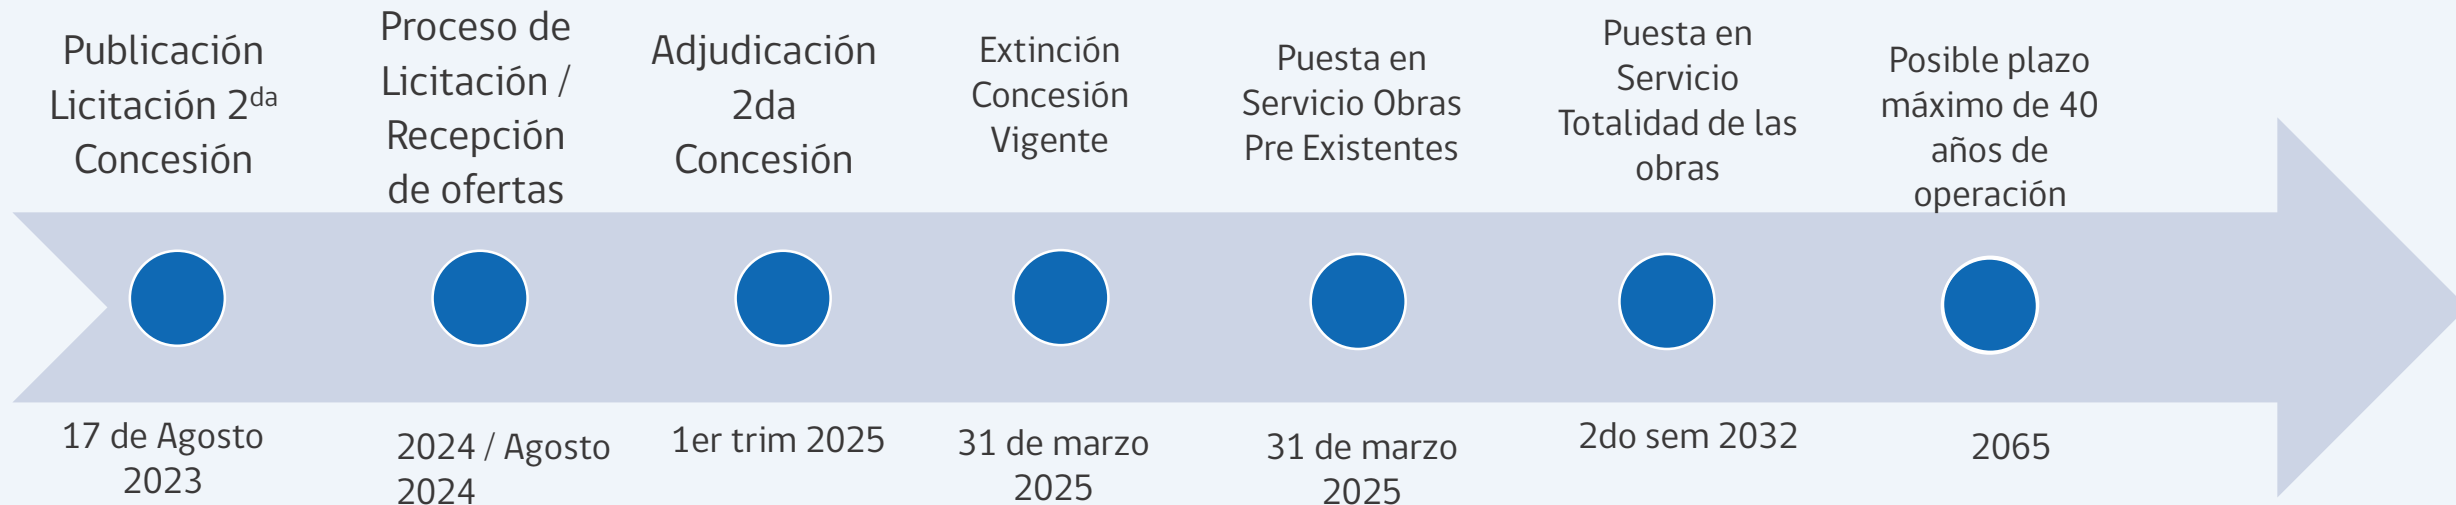 Publicación
Licitación 2da
Concesión
Proceso de
Licitación /
Recepción
de ofertas
Adjudicación
2da
Concesión
Extinción
Concesión
Vigente
Puesta en
Servicio Obras
Pre Existentes
Puesta en
Servicio
Totalidad de las
obras
Posible plazo
máximo de 40
años de
operación
17 de Agosto
2023
2024 / Agosto
2024
1er trim 2025
31 de marzo
2025
31 de marzo
2025
2do sem 2032
2065